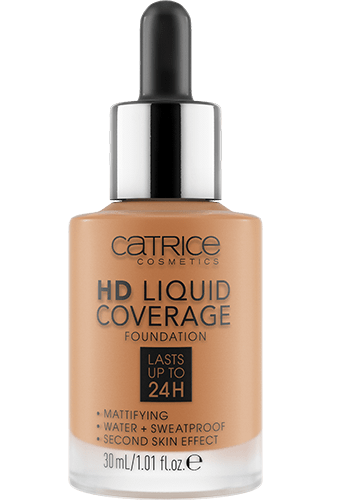 CATRICE
COSMETICS
HD LIQUID
COVERAGE
FOUNDATION
LASTS
UP TO
24H
• MATTIFYING
• WATER + SWEATPROOF
• SECOND SKIN EFFECT
30 mL/1.01 fl.oz.℮